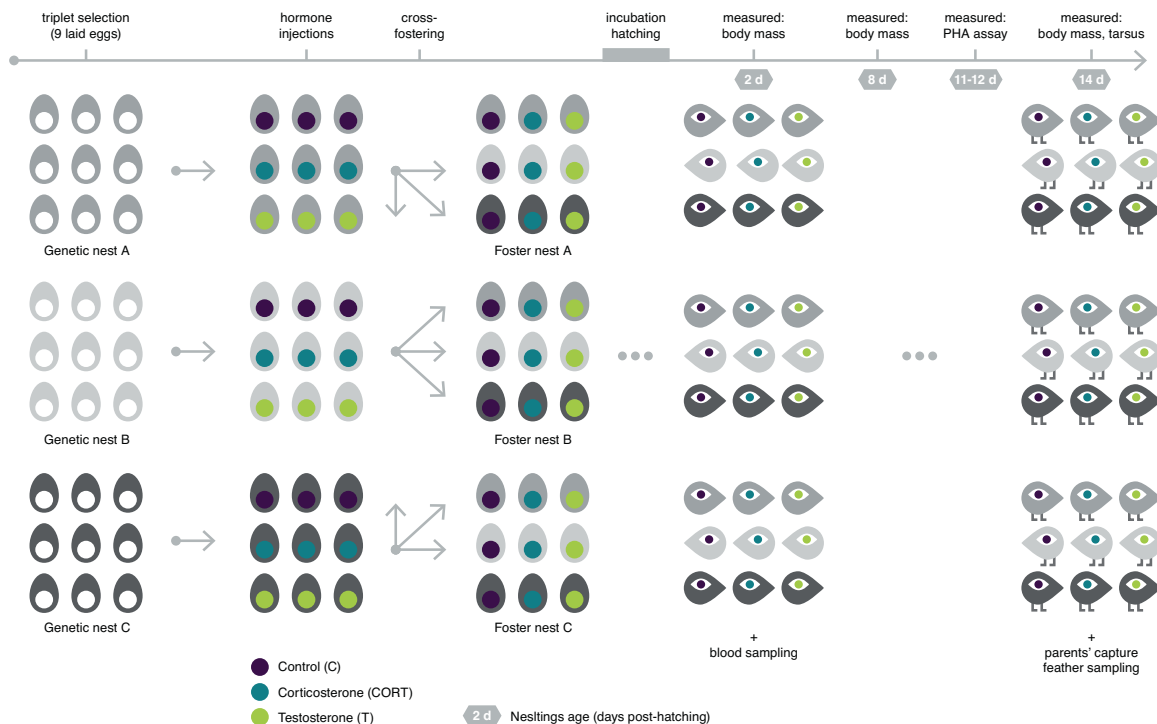 triplet selection
(9 laid eggs)
hormone
injections
cross-
fostering
incubation
hatching
measured:
body mass
measured:
body mass
measured:
PHA assay
measured:
body mass, tarsus
2 d
8 d
11-12 d
14 d
Genetic nest A
Foster nest A
Genetic nest B
Foster nest B
Genetic nest C
Foster nest C
+
blood sampling
+
parents' capture
feather sampling
Control (C)
Corticosterone (CORT)
Testosterone (T)
2 d
Nesltings age (days post-hatching)